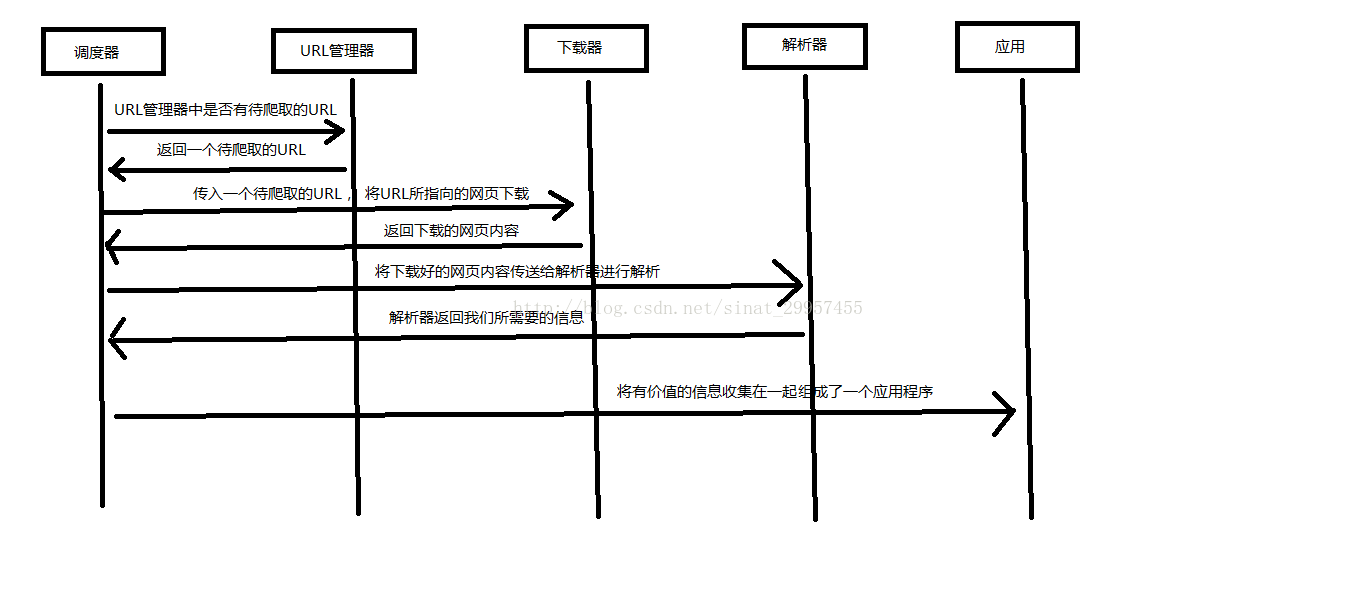 调度器
URL管理器
下载器
解析器
应用
URL管理器中是否有待爬取的URL
返回一个待爬取的URL
传入一个待爬取的URL， 将URL所指向的网页下载
返回下载的网页内容
将下载好的网页内容传送给解析器进行解析
http://blog.csdn.net/sinat_29957455
解析器返回我们所需要的信息
将有价值的信息收集在一起组成了一个应用程序